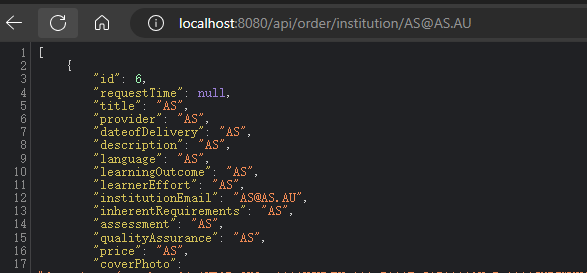 localhost:8080/api/order/institution/AS@AS.AU
1 [
2 {
3 "id": 6,
4 "requestTime": null,
5 "title": "AS",
6 "provider": "AS",
7 "dateofDelivery": "AS",
8 "description": "AS",
9 "language": "AS",
10 "learningOutcome": "AS",
11 "learnerEffort": "AS",
12 "institutionEmail": "AS@AS.AU",
13 "inherentRequirements": "AS",
14 "assessment": "AS",
15 "qualityAssurance": "AS",
16 "price": "AS",
17 "coverPhoto":